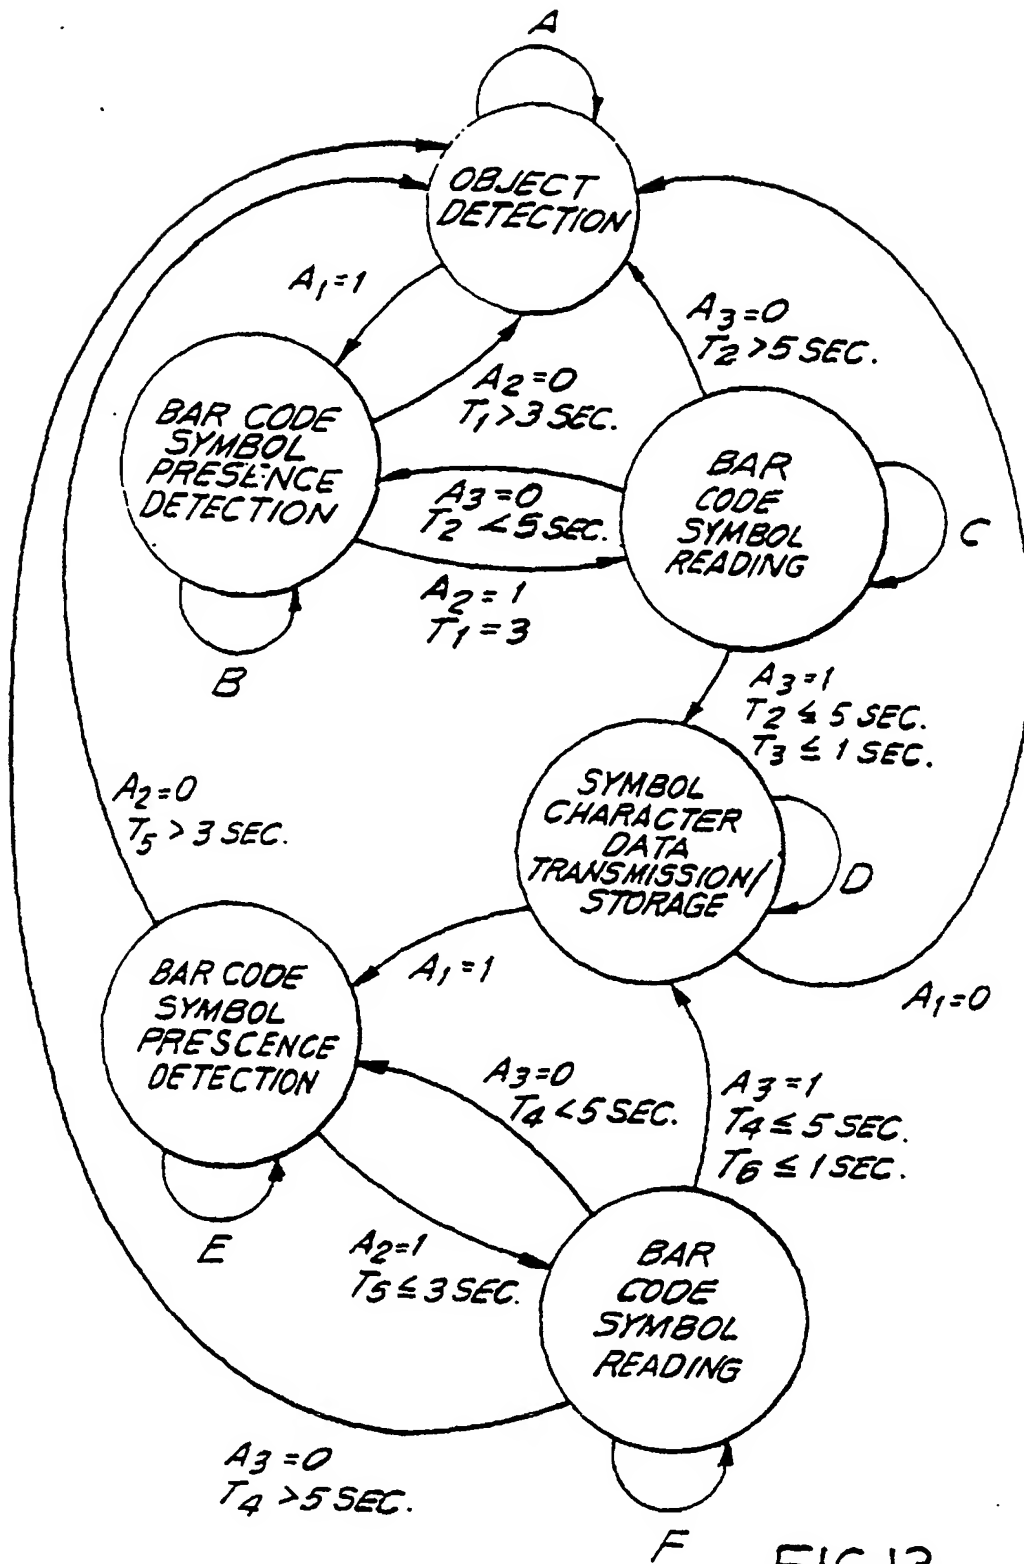 A
OBJECT
DETECTION
A1=1
A3=0
T2>5 SEC.
A2=0
T1>3 SEC.
BAR CODE
SYMBOL
PRESENCE
DETECTION
BAR
CODE
SYMBOL
READING
A3=0
T2<5 SEC.
C
A2=1
T1=3
B
A3=1
T2≤5 SEC.
T3≤1 SEC.
SYMBOL
CHARACTER
DATA
TRANSMISSION/
STORAGE
D
A2=0
T5>3 SEC.
A1=1
A1=0
BAR CODE
SYMBOL
PRESCENCE
DETECTION
A3=0
T4<5 SEC.
A3=1
T4≤5 SEC.
T6≤1 SEC.
E
A2=1
T5≤3 SEC.
BAR
CODE
SYMBOL
READING
A3=0
T4>5 SEC.
F